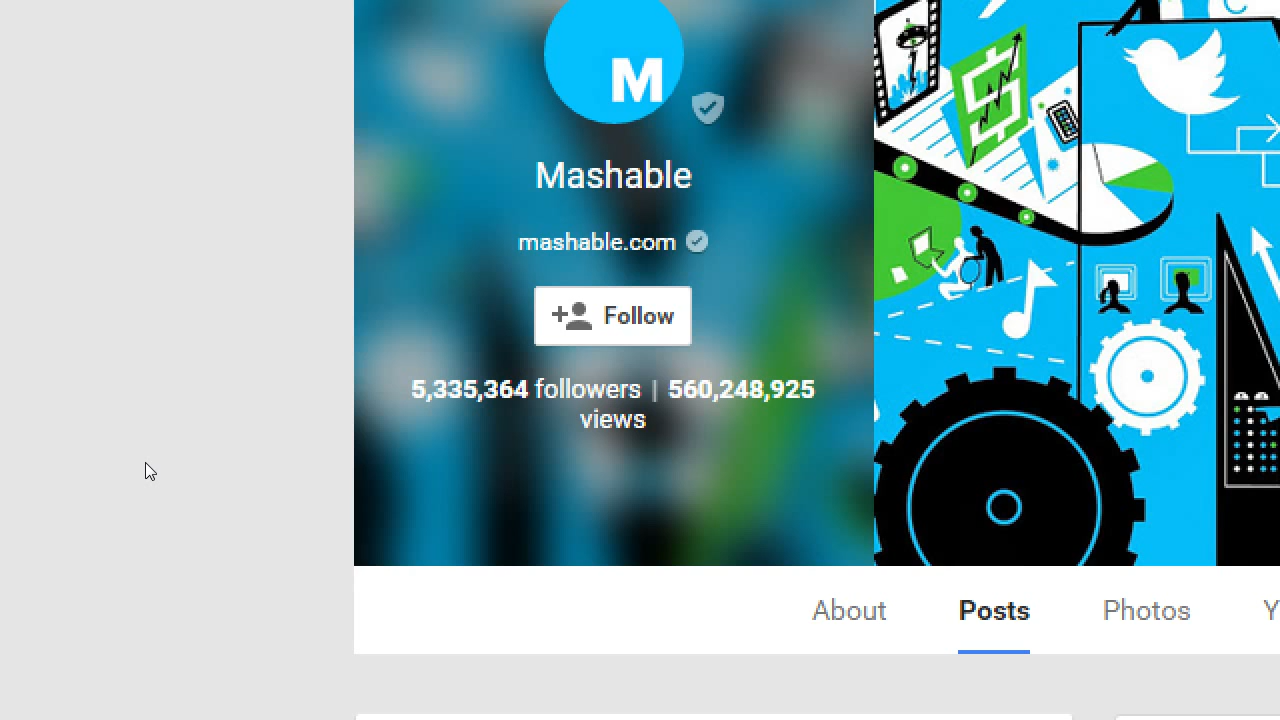 M
Mashable
mashable.com
Follow
5,335,364 followers | 560,248,925
views
$
About Posts Photos Y